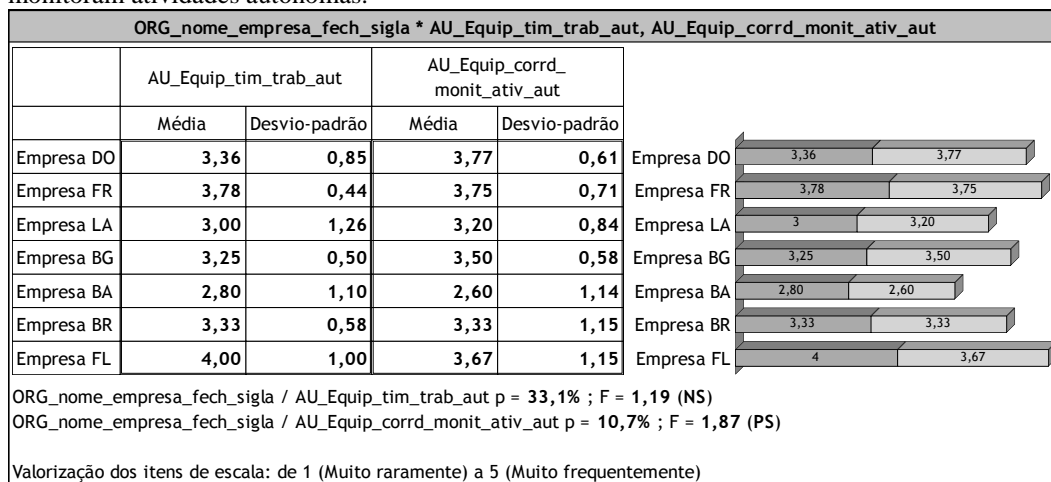 monitoram atividades autônomas.
ORG_nome_empresa_fech_sigla * AU_Equip_tim_trab_aut, AU_Equip_corrd_monit_ativ_aut
AU_Equip_tim_trab_aut AU_Equip_corrd_
monit_ativ_aut
Média Desvio-padrão Média Desvio-padrão
Empresa DO 3,36 0,85 3,77 0,61 Empresa DO 3,36 3,77
Empresa FR 3,78 0,44 3,75 0,71 Empresa FR 3,78 3,75
Empresa LA 3,00 1,26 3,20 0,84 Empresa LA 3 3,20
Empresa BG 3,25 0,50 3,50 0,58 Empresa BG 3,25 3,50
Empresa BA 2,80 1,10 2,60 1,14 Empresa BA 2,80 2,60
Empresa BR 3,33 0,58 3,33 1,15 Empresa BR 3,33 3,33
Empresa FL 4,00 1,00 3,67 1,15 Empresa FL 4 3,67
ORG_nome_empresa_fech_sigla / AU_Equip_tim_trab_aut p = 33,1% ; F = 1,19 (NS)
ORG_nome_empresa_fech_sigla / AU_Equip_corrd_monit_ativ_aut p = 10,7% ; F = 1,87 (PS)
Valorização dos itens de escala: de 1 (Muito raramente) a 5 (Muito frequentemente)